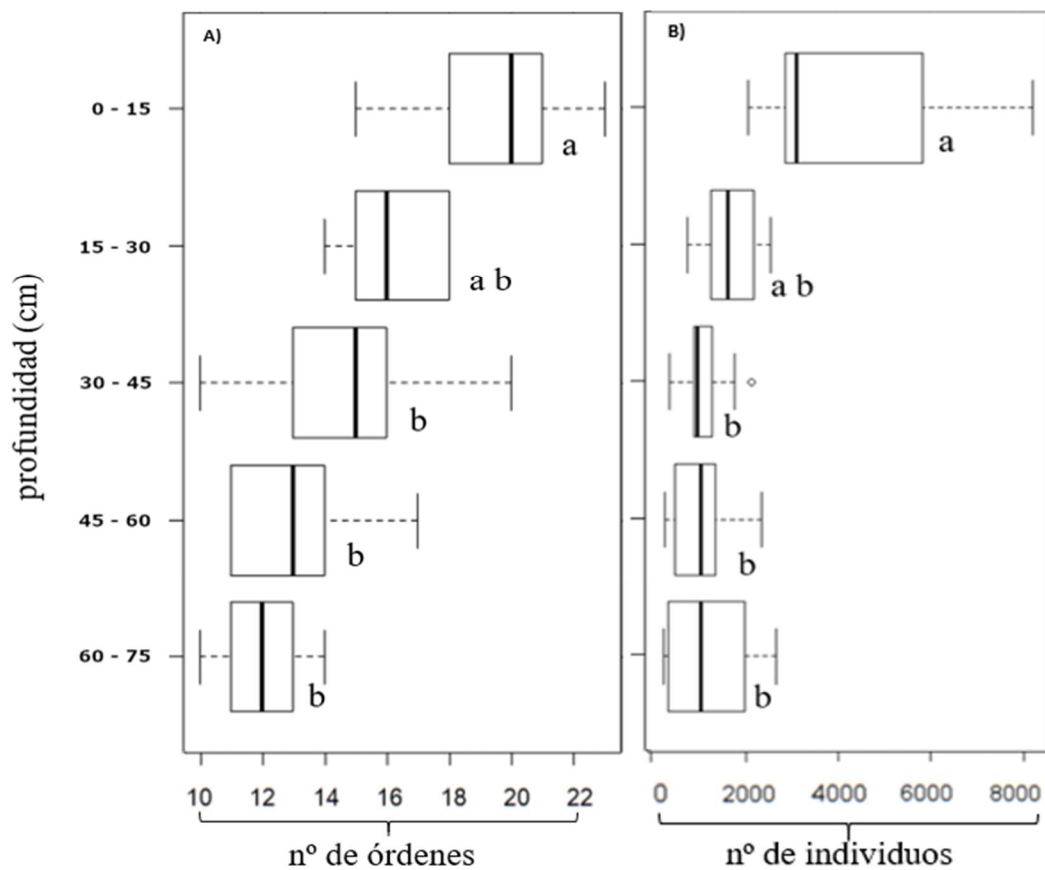 A)
B)
profundidad (cm)
0 - 15
a
a
15 - 30
a b
a b
30 - 45
b
b
45 - 60
b
b
60 - 75
b
b
10 12 14 16 18 20 22
0 2000 4000 6000 8000
nº de órdenes
nº de individuos